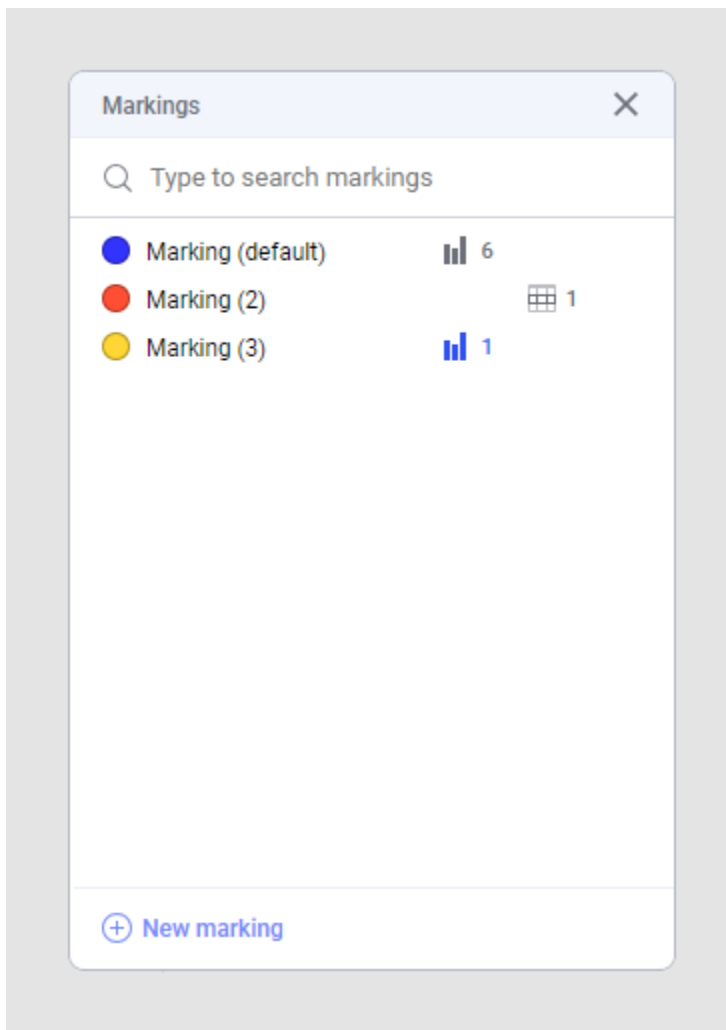 Markings
Type to search markings
Marking (default) 6
Marking (2) 1
Marking (3) 1
New marking